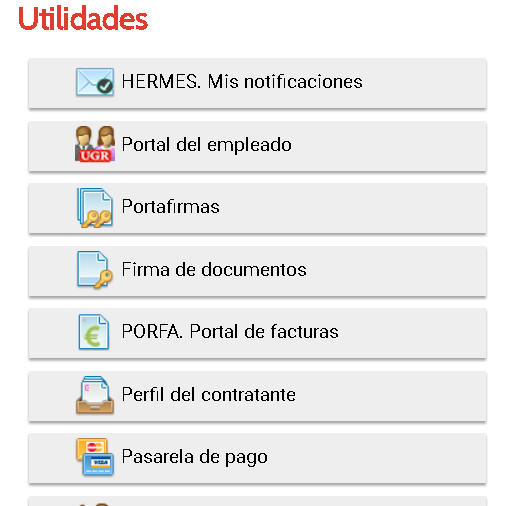 Utilidades
HERMES. Mis notificaciones
UGR
Portal del empleado
Portafirmas
Firma de documentos
PORFA. Portal de facturas
Perfil del contratante
VISA
Pasarela de pago